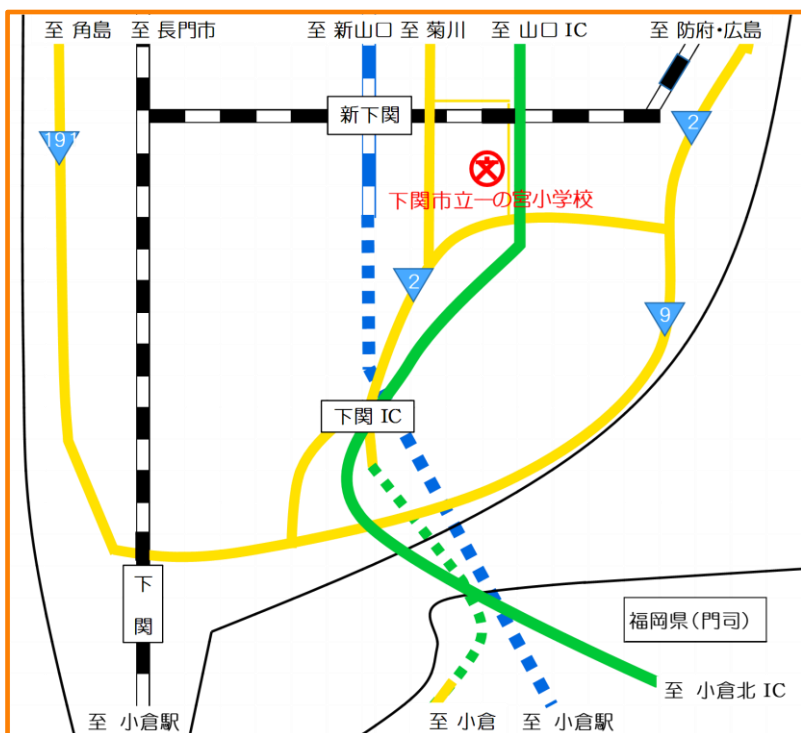 至 角島
至 長門市
至 新山口
至 菊川
至 山口 IC
至 防府・広島
新下関
191
2
下関市立一の宮小学校
2
9
下関 IC
下
関
福岡県(門司)
至 小倉北 IC
至 小倉駅
至 小倉
至 小倉駅